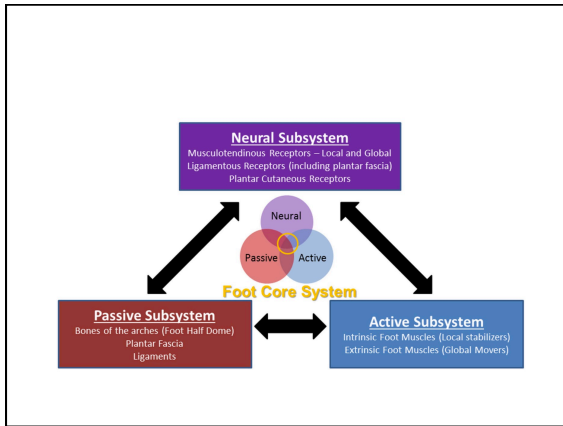 Neural Subsystem
Musculotendinous Receptors – Local and Global
Ligamentous Receptors (including plantar fascia)
Plantar Cutaneous Receptors
Neural
Passive
Active
Foot Core System
Passive Subsystem
Bones of the arches (Foot Half Dome)
Plantar Fascia
Ligaments
Active Subsystem
Intrinsic Foot Muscles (Local stabilizers)
Extrinsic Foot Muscles (Global Movers)